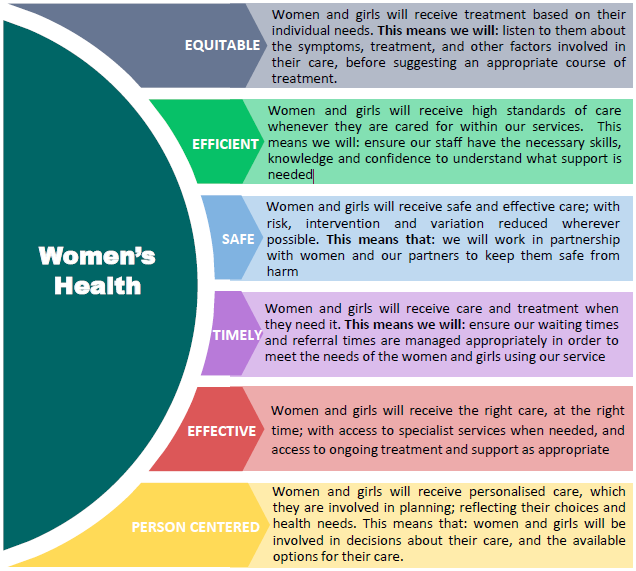 Women's
Health
EQUITABLE
Women and girls will receive treatment based on their
individual needs. This means we will: listen to them about
the symptoms, treatment, and other factors involved in
their care, before suggesting an appropriate course of
treatment.
EFFICIENT
Women and girls will receive high standards of care
whenever they are cared for within our services. This
means we will: ensure our staff have the necessary skills,
knowledge and confidence to understand what support is
needed
SAFE
Women and girls will receive safe and effective care; with
risk, intervention and variation reduced wherever
possible. This means that: we will work in partnership
with women and our partners to keep them safe from
harm
TIMELY
Women and girls will receive care and treatment when
they need it. This means we will: ensure our waiting times
and referral times are managed appropriately in order to
meet the needs of the women and girls using our service
EFFECTIVE
Women and girls will receive the right care, at the right
time; with access to specialist services when needed, and
access to ongoing treatment and support as appropriate
PERSON CENTERED
Women and girls will receive personalised care, which
they are involved in planning; reflecting their choices and
health needs. This means that: women and girls will be
involved in decisions about their care, and the available
options for their care.